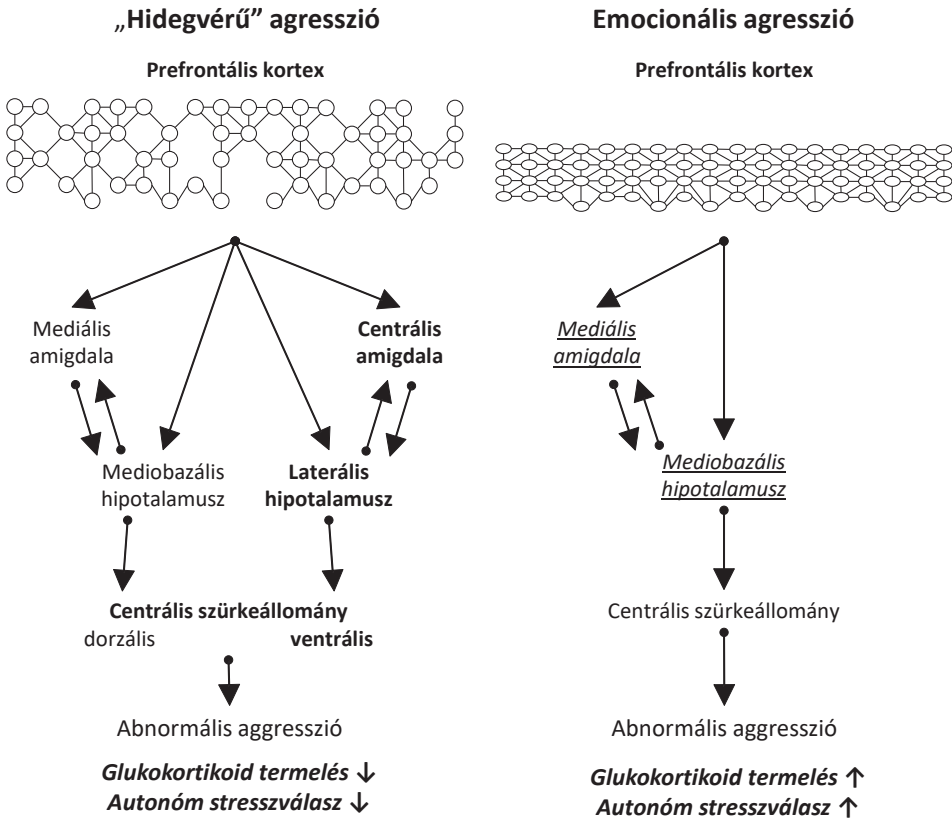 „Hidegvérű” agresszió
Prefrontális kortex
Mediális
amigdala
Centrális
amigdala
Mediobazális
hipotalamusz
Laterális
hipotalamusz
Centrális szürkeállomány
dorzális ventrális
Abnormális aggresszió
Glukokortikoid termelés ↓
Autonóm stresszválasz ↓
Emocionális agresszió
Prefrontális kortex
Mediális
amigdala
Mediobazális
hipotalamusz
Centrális szürkeállomány
Abnormális aggresszió
Glukokortikoid termelés ↑
Autonóm stresszválasz ↑